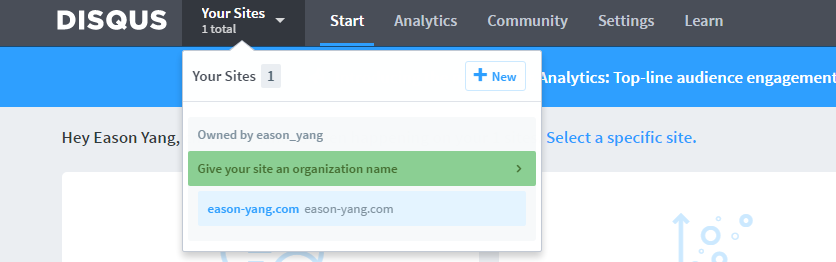 DISQUS
Your Sites
1 total
Start Analytics Community Settings Learn
Your Sites 1
New
Analytics: Top-line audience engagement
Hey Eason Yang,
Select a specific site.
Owned by eason_yang
Give your site an organization name
eason-yang.com eason-yang.com